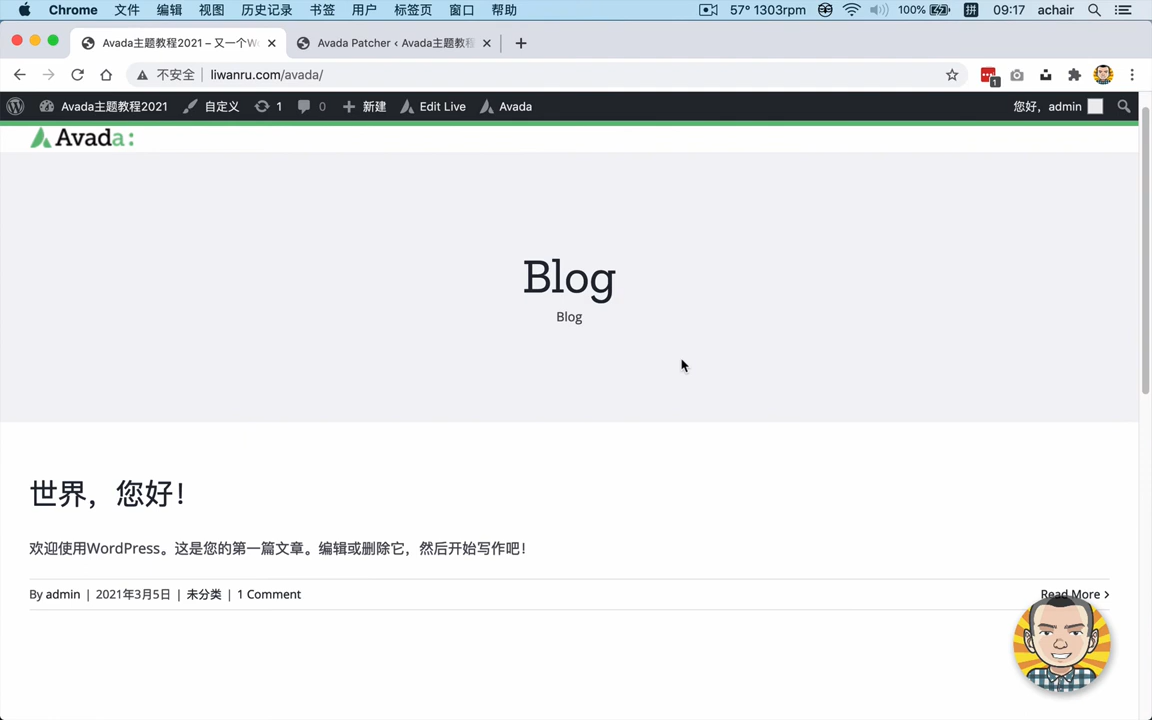 Chrome 文件 编辑 视图 历史记录 书签 用户 标签页 窗口 帮助 57° 1303rpm 100% 拼 09:17 achair
Avada主题教程2021 – 又一个W Avada Patcher ‹ Avada主题教程
不安全 liwanru.com/avada/ 1
Avada主题教程2021 自定义 1 0 新建 Edit Live Avada 您好，admin
Avada:
Blog
Blog
世界，您好！
欢迎使用WordPress。这是您的第一篇文章。编辑或删除它，然后开始写作吧！
By admin | 2021年3月5日 | 未分类 | 1 Comment Read More